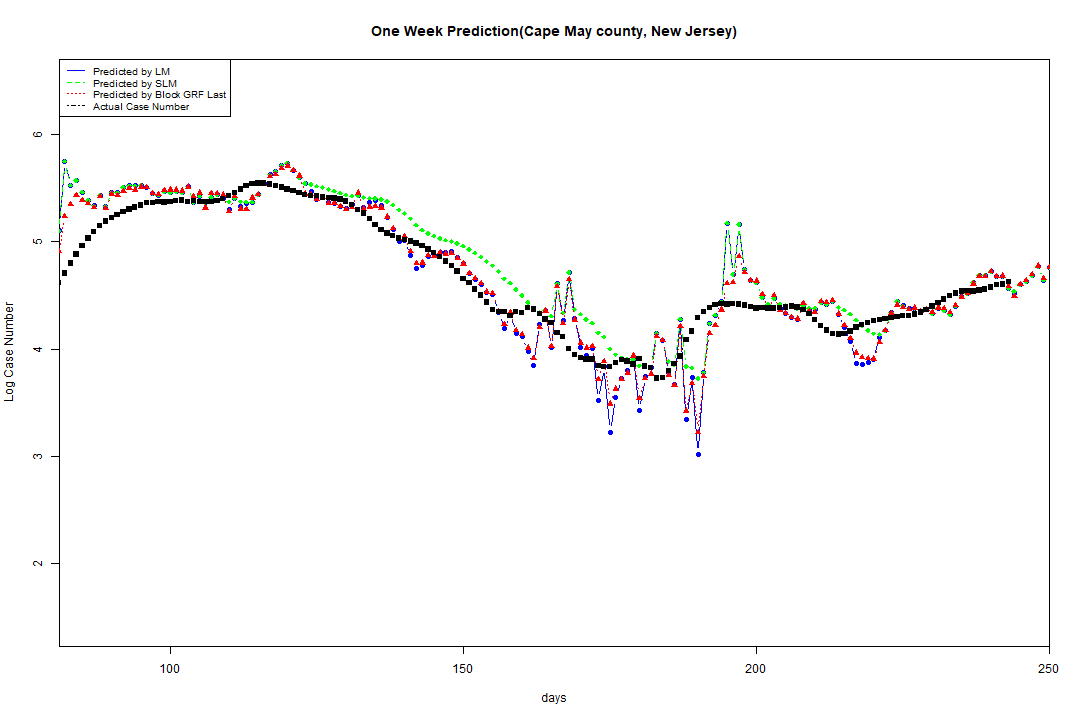 One Week Prediction(Cape May county, New Jersey)
Predicted by LM
Predicted by SLM
Predicted by Block GRF Last
Actual Case Number
6
5
4
3
2
Log Case Number
100
150
200
250
days